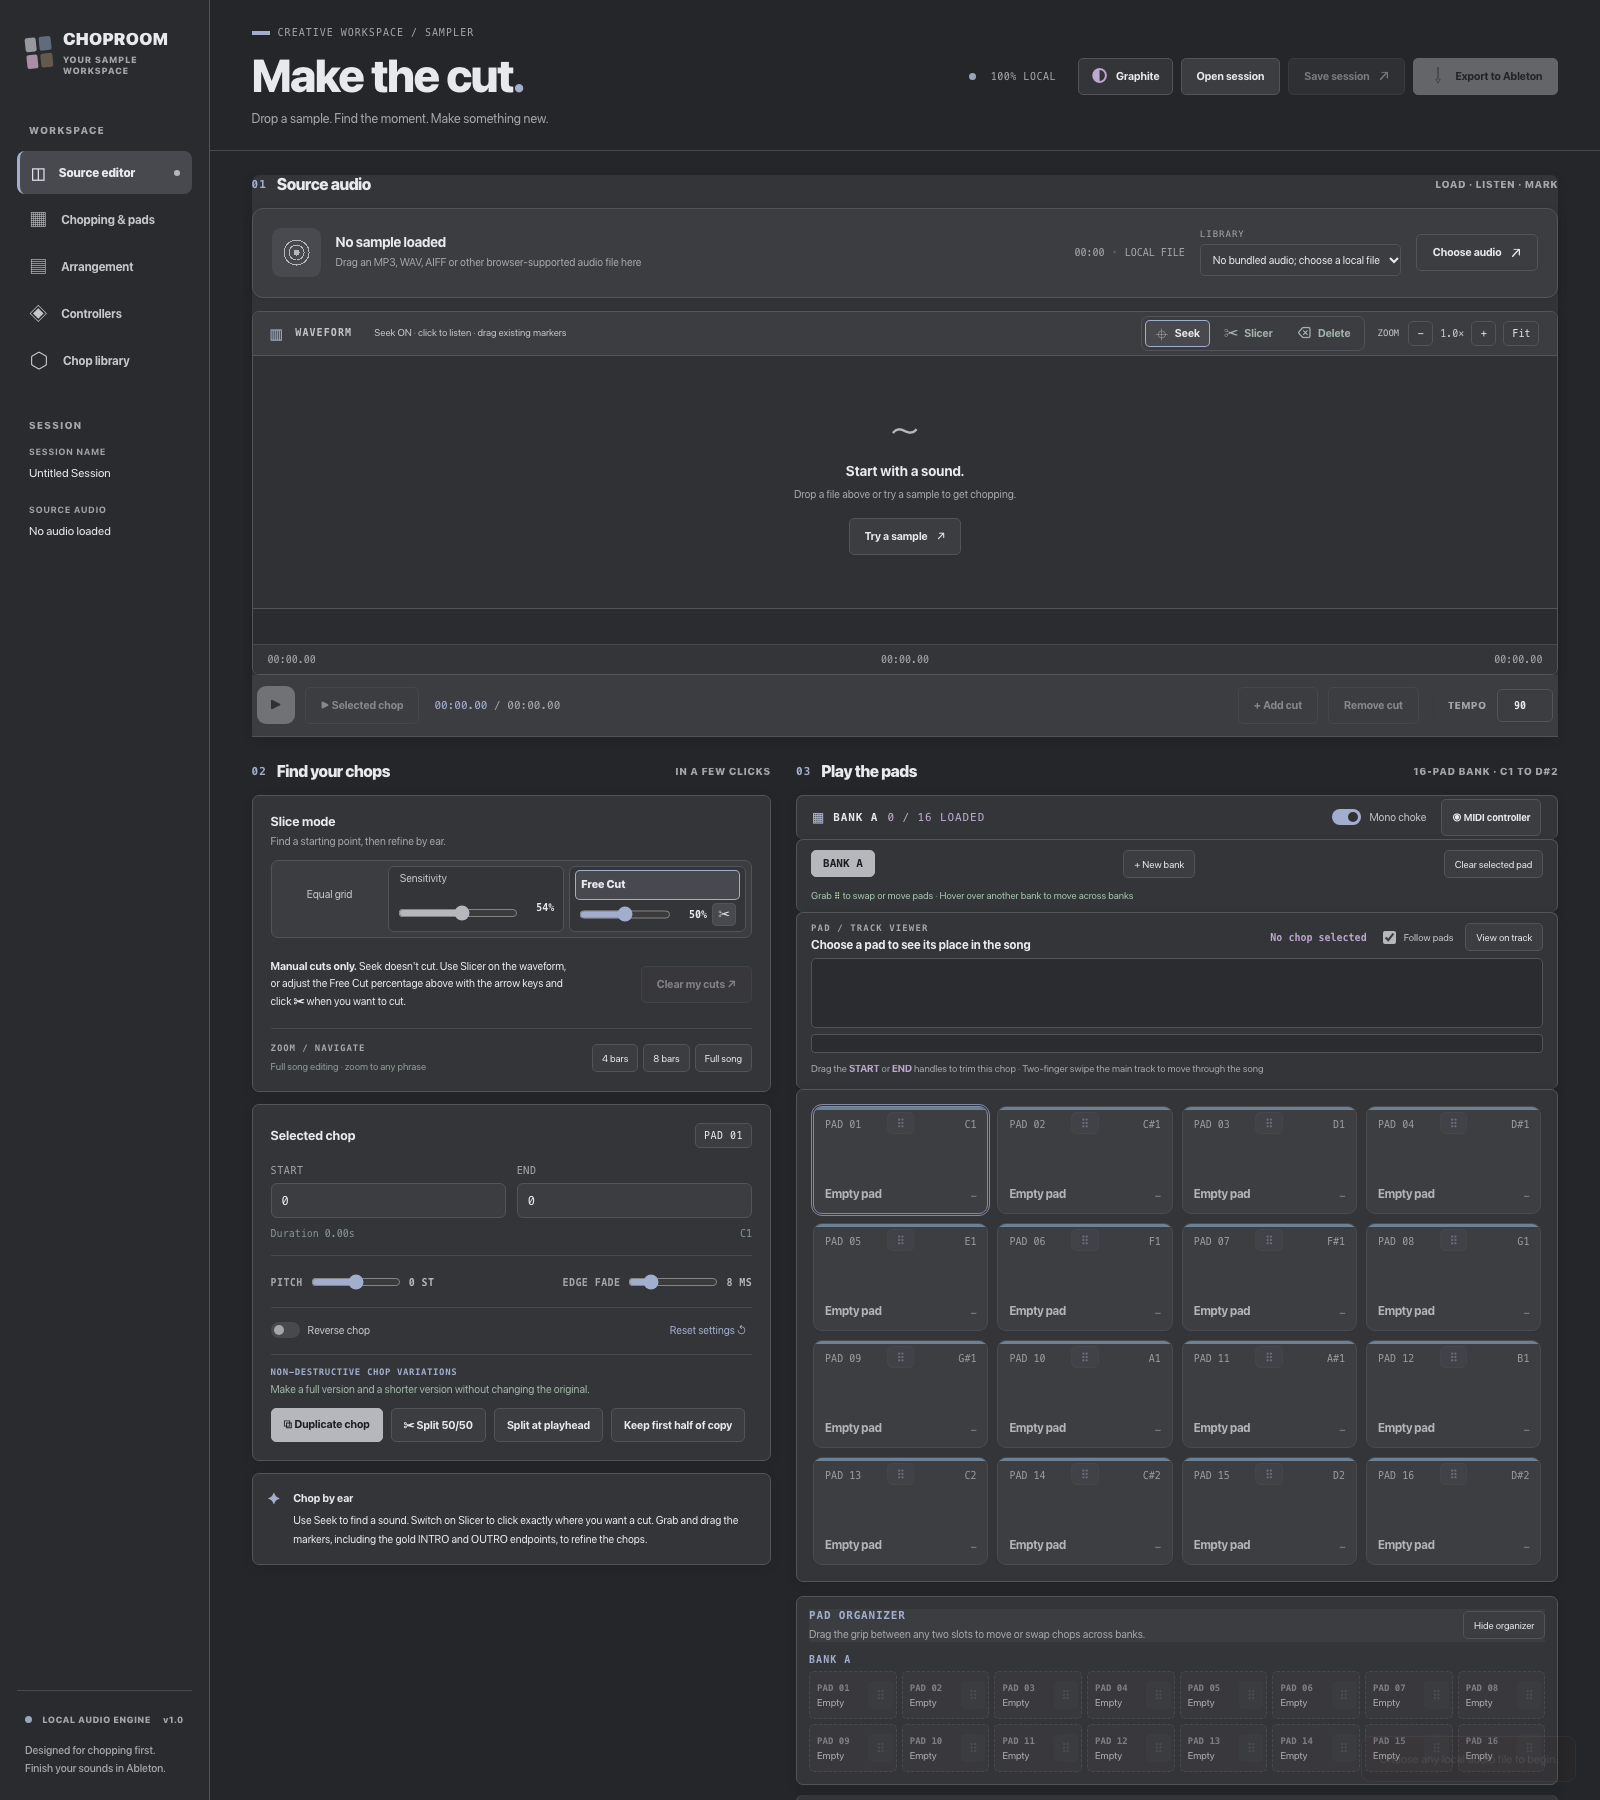 CHOPROOM
YOUR SAMPLE
WORKSPACE
WORKSPACE
Source editor
Chopping & pads
Arrangement
Controllers
Chop library
SESSION
SESSION NAME
Untitled Session
SOURCE AUDIO
No audio loaded
LOCAL AUDIO ENGINE v1.0
Designed for chopping first.
Finish your sounds in Ableton.
CREATIVE WORKSPACE / SAMPLER
Make the cut.
Drop a sample. Find the moment. Make something new.
100% LOCAL
Graphite
Open session
Save session ↗
Export to Ableton
01 Source audio
LOAD · LISTEN · MARK
No sample loaded
Drag an MP3, WAV, AIFF or other browser-supported audio file here
00:00 · LOCAL FILE
LIBRARY
No bundled audio; choose a local file
Choose audio ↗
WAVEFORM
Seek ON · click to listen · drag existing markers
Seek
Slicer
Delete
ZOOM
−
1.0×
+
Fit
Start with a sound.
Drop a file above or try a sample to get chopping.
Try a sample ↗
00:00.00
00:00.00
00:00.00
▶ Selected chop
00:00.00 / 00:00.00
+ Add cut
Remove cut
TEMPO
90
02 Find your chops
IN A FEW CLICKS
Slice mode
Find a starting point, then refine by ear.
Equal grid
Sensitivity
54%
Free Cut
50%
✂
Manual cuts only. Seek doesn't cut. Use Slicer on the waveform,
or adjust the Free Cut percentage above with the arrow keys and
click ✂ when you want to cut.
Clear my cuts ↗
ZOOM / NAVIGATE
Full song editing · zoom to any phrase
4 bars
8 bars
Full song
Selected chop
PAD 01
START
END
0
0
Duration 0.00s
C1
PITCH
0 ST
EDGE FADE
8 MS
Reverse chop
Reset settings ↺
NON-DESTRUCTIVE CHOP VARIATIONS
Make a full version and a shorter version without changing the original.
⧉ Duplicate chop
✂ Split 50/50
Split at playhead
Keep first half of copy
Chop by ear
Use Seek to find a sound. Switch on Slicer to click exactly where you want a cut. Grab and drag the
markers, including the gold INTRO and OUTRO endpoints, to refine the chops.
03 Play the pads
16-PAD BANK · C1 TO D#2
BANK A 0 / 16 LOADED
Mono choke
◉ MIDI controller
BANK A
+ New bank
Clear selected pad
Grab ⠿ to swap or move pads · Hover over another bank to move across banks
PAD / TRACK VIEWER
Choose a pad to see its place in the song
No chop selected
Follow pads
View on track
Drag the START or END handles to trim this chop · Two-finger swipe the main track to move through the song
PAD 01 C1
PAD 02 C#1
PAD 03 D1
PAD 04 D#1
Empty pad –
Empty pad –
Empty pad –
Empty pad –
PAD 05 E1
PAD 06 F1
PAD 07 F#1
PAD 08 G1
Empty pad –
Empty pad –
Empty pad –
Empty pad –
PAD 09 G#1
PAD 10 A1
PAD 11 A#1
PAD 12 B1
Empty pad –
Empty pad –
Empty pad –
Empty pad –
PAD 13 C2
PAD 14 C#2
PAD 15 D2
PAD 16 D#2
Empty pad –
Empty pad –
Empty pad –
Empty pad –
PAD ORGANIZER
Drag the grip between any two slots to move or swap chops across banks.
Hide organizer
BANK A
PAD 01
PAD 02
PAD 03
PAD 04
PAD 05
PAD 06
PAD 07
PAD 08
Empty
Empty
Empty
Empty
Empty
Empty
Empty
Empty
PAD 09
PAD 10
PAD 11
PAD 12
PAD 13
PAD 14
PAD 15
PAD 16
Empty
Empty
Empty
Empty
Empty
Empty
Empty
Empty
any local file to begin